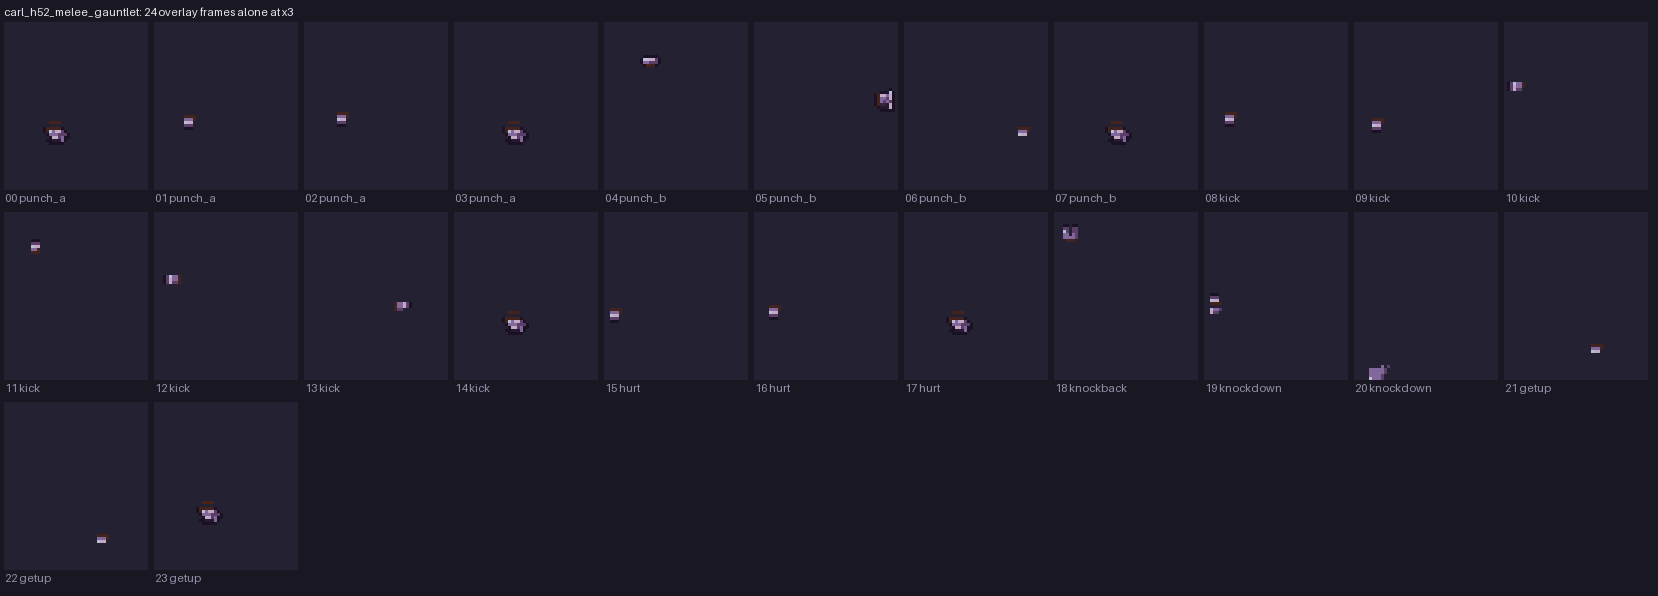 carl_h52_melee_gauntlet: 24 overlay frames alone at x3
00 punch_a 01 punch_a 02 punch_a 03 punch_a 04 punch_b 05 punch_b 06 punch_b 07 punch_b 08 kick 09 kick 10 kick
11 kick 12 kick 13 kick 14 kick 15 hurt 16 hurt 17 hurt 18 knockback 19 knockdown 20 knockdown 21 getup
22 getup 23 getup